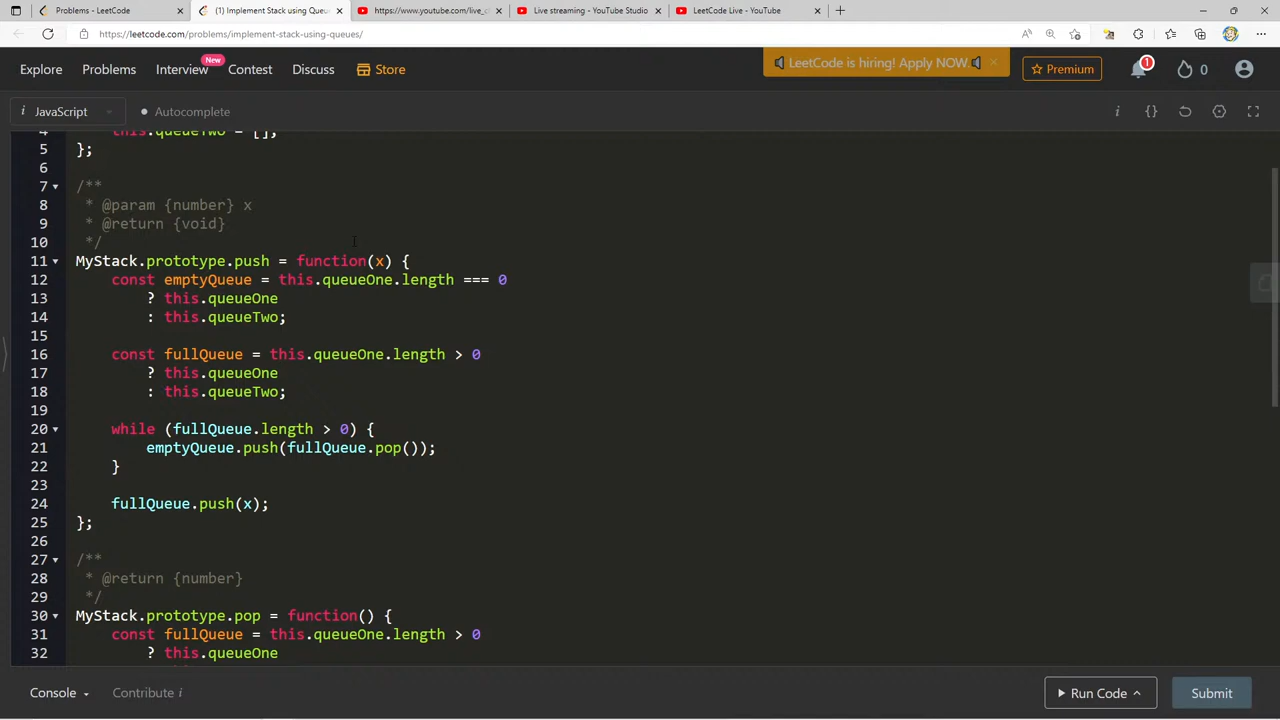 Problems - LeetCode
(1) Implement Stack using Queu
https://www.youtube.com/live_c
Live streaming - YouTube Studio
LeetCode Live - YouTube
https://leetcode.com/problems/implement-stack-using-queues/
Explore
Problems
Interview
New
Contest
Discuss
Store
LeetCode is hiring! Apply NOW.
Premium
1
0
i JavaScript
Autocomplete
i
{}
4 this.queueTwo = [];
5 };
6
7 /**
8 * @param {number} x
9 * @return {void}
10 */
11 MyStack.prototype.push = function(x) {
12 const emptyQueue = this.queueOne.length === 0
13 ? this.queueOne
14 : this.queueTwo;
15
16 const fullQueue = this.queueOne.length > 0
17 ? this.queueOne
18 : this.queueTwo;
19
20 while (fullQueue.length > 0) {
21 emptyQueue.push(fullQueue.pop());
22 }
23
24 fullQueue.push(x);
25 };
26
27 /**
28 * @return {number}
29 */
30 MyStack.prototype.pop = function() {
31 const fullQueue = this.queueOne.length > 0
32 ? this.queueOne
Console
Contribute i
Run Code
Submit